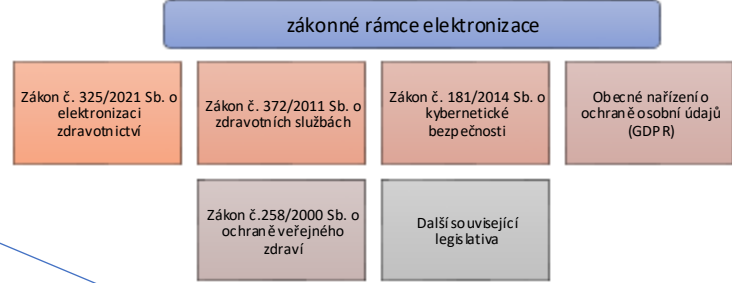 zákonné rámce elektronizace
Zákon č. 325/2021 Sb. o
elektronizaci
zdravotnictví
Zákon č. 372/2011 Sb. o
zdravotních službách
Zákon č. 181/2014 Sb. o
kybernetické
bezpečnosti
Obecné nařízení o
ochraně osobní údajů
(GDPR)
Zákon č.258/2000 Sb. o
ochraně veřejného
zdraví
Další související
legislativa